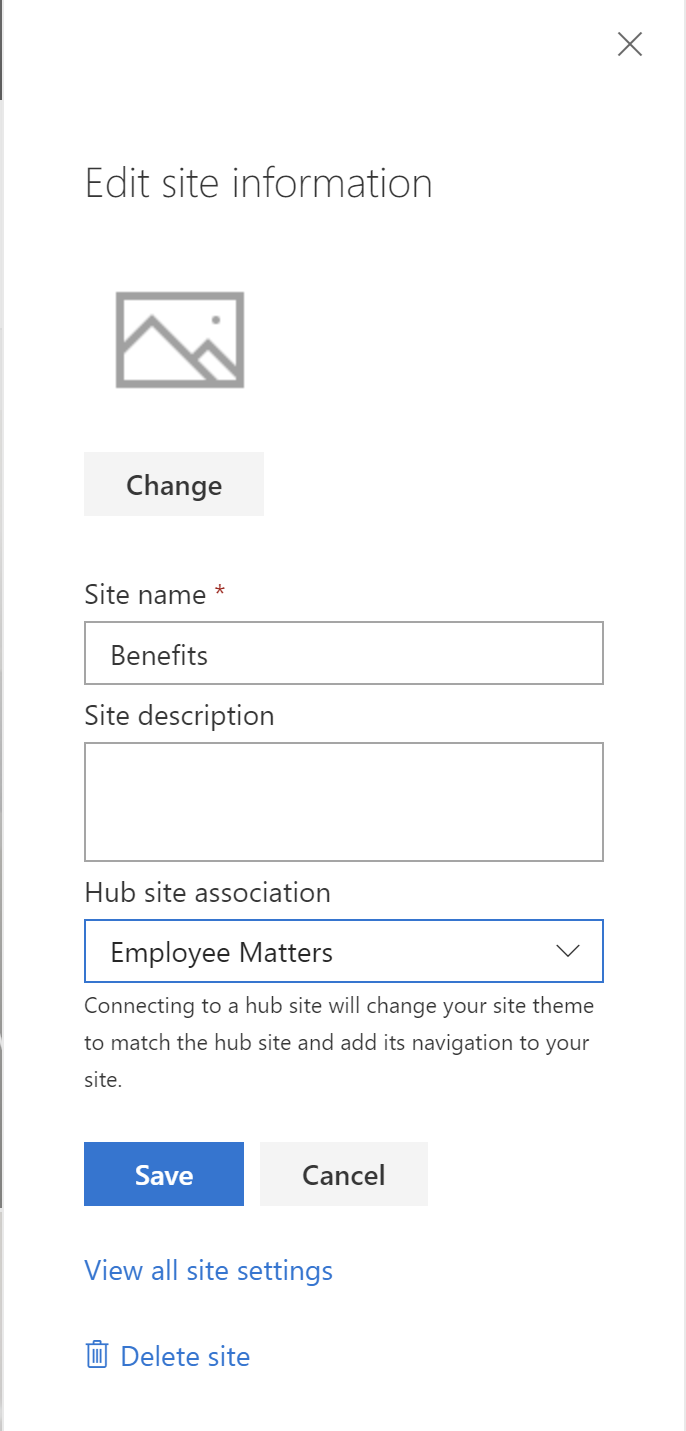 Edit site information
Change
Site name *
Benefits
Site description
Hub site association
Employee Matters
Connecting to a hub site will change your site theme
to match the hub site and add its navigation to your
site.
Save
Cancel
View all site settings
Delete site